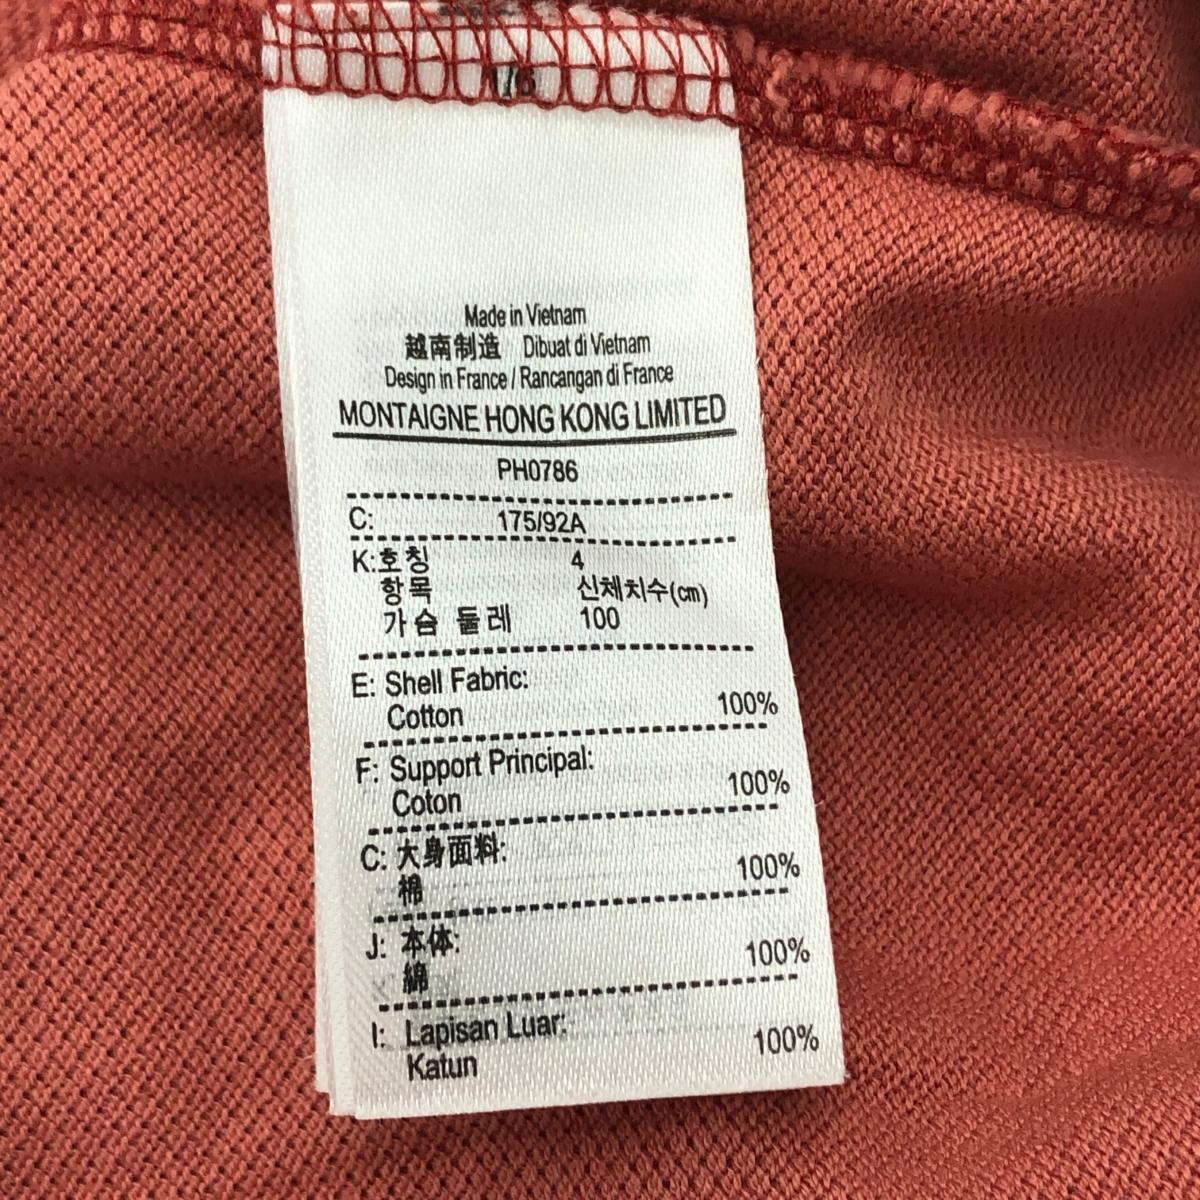 Made in Vietnam
越南制造 Dibuat di Vietnam
Design in France / Rancangan di France
MONTAIGNE HONG KONG LIMITED
PH0786
C: 175/92A
K:호칭 4
항목 신체치수(cm)
가슴 둘레 100
E: Shell Fabric:
Cotton 100%
F: Support Principal:
Coton 100%
C: 大身面料:
棉 100%
J: 本体:
綿 100%
I: Lapisan Luar:
Katun 100%